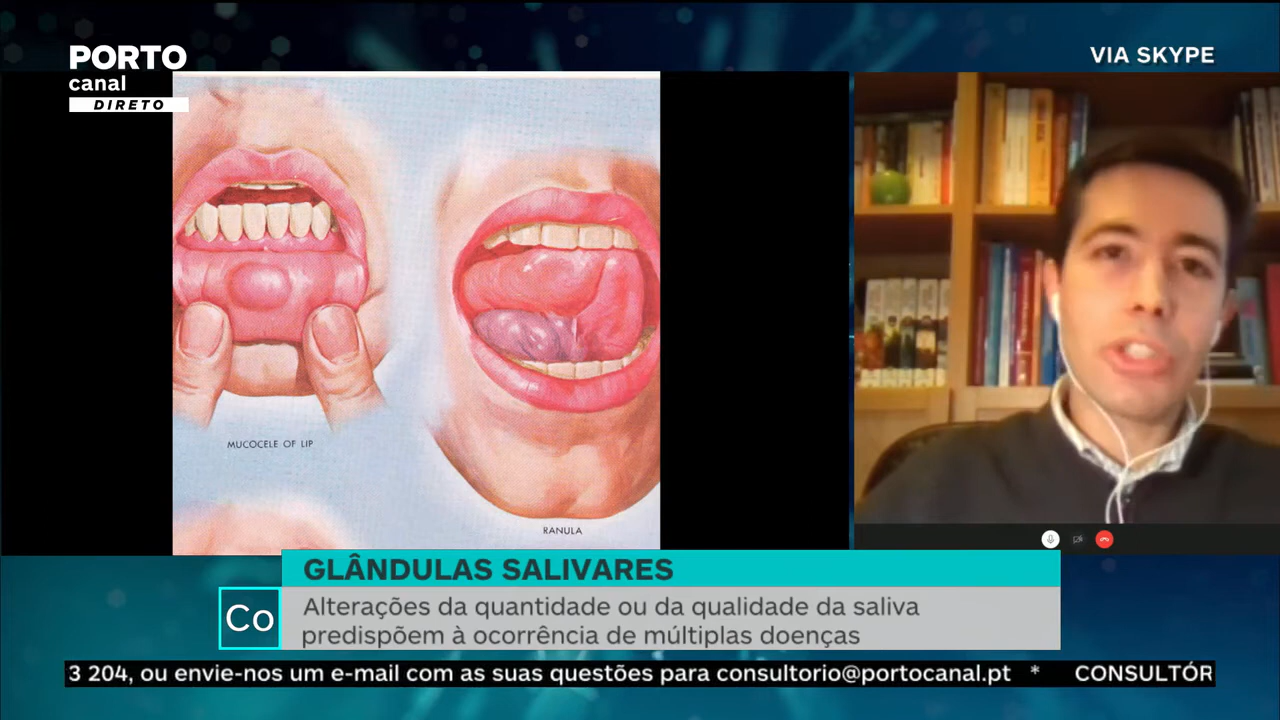 PORTO
canal
DIRETO
VIA SKYPE
MUCOCELE OF LIP
RANULA
GLÂNDULAS SALIVARES
Co
Alterações da quantidade ou da qualidade da saliva
predispõem à ocorrência de múltiplas doenças
3 204, ou envie-nos um e-mail com as suas questões para consultorio@portocanal.pt * CONSULTÓR